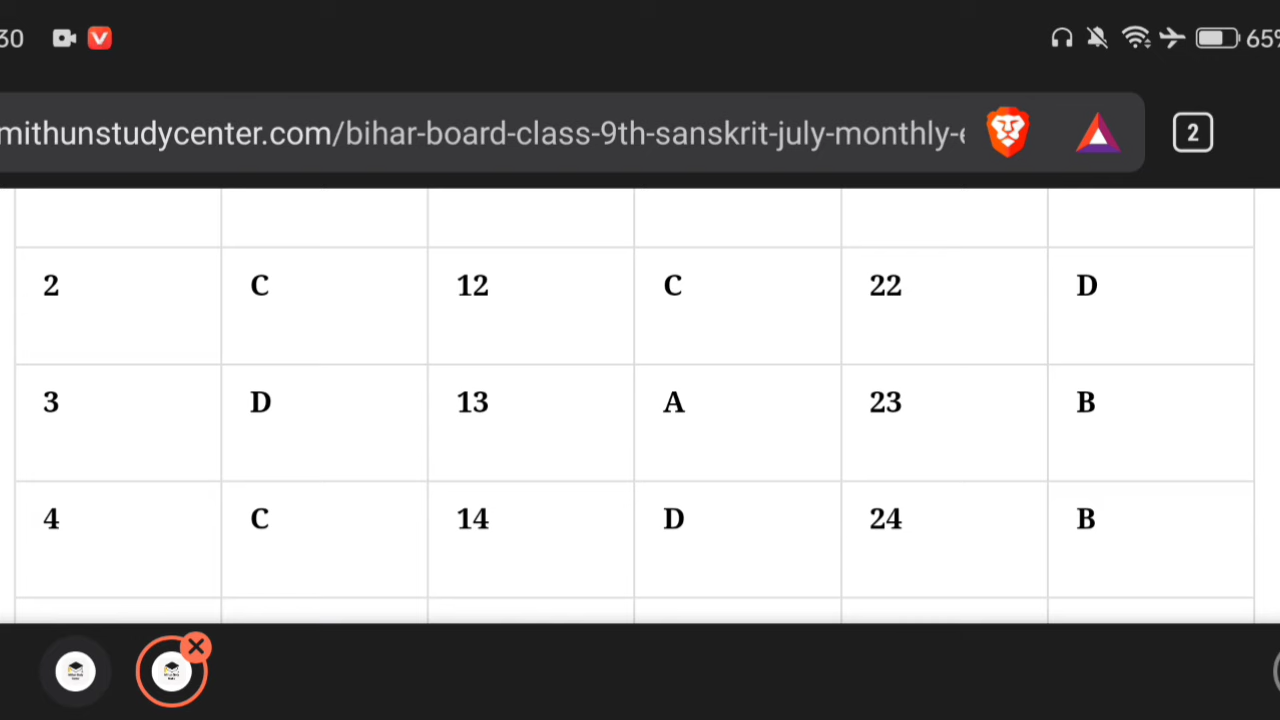 30 65%
mithunstudycenter.com/bihar-board-class-9th-sanskrit-july-monthly- 2
2 C 12 C 22 D
3 D 13 A 23 B
4 C 14 D 24 B